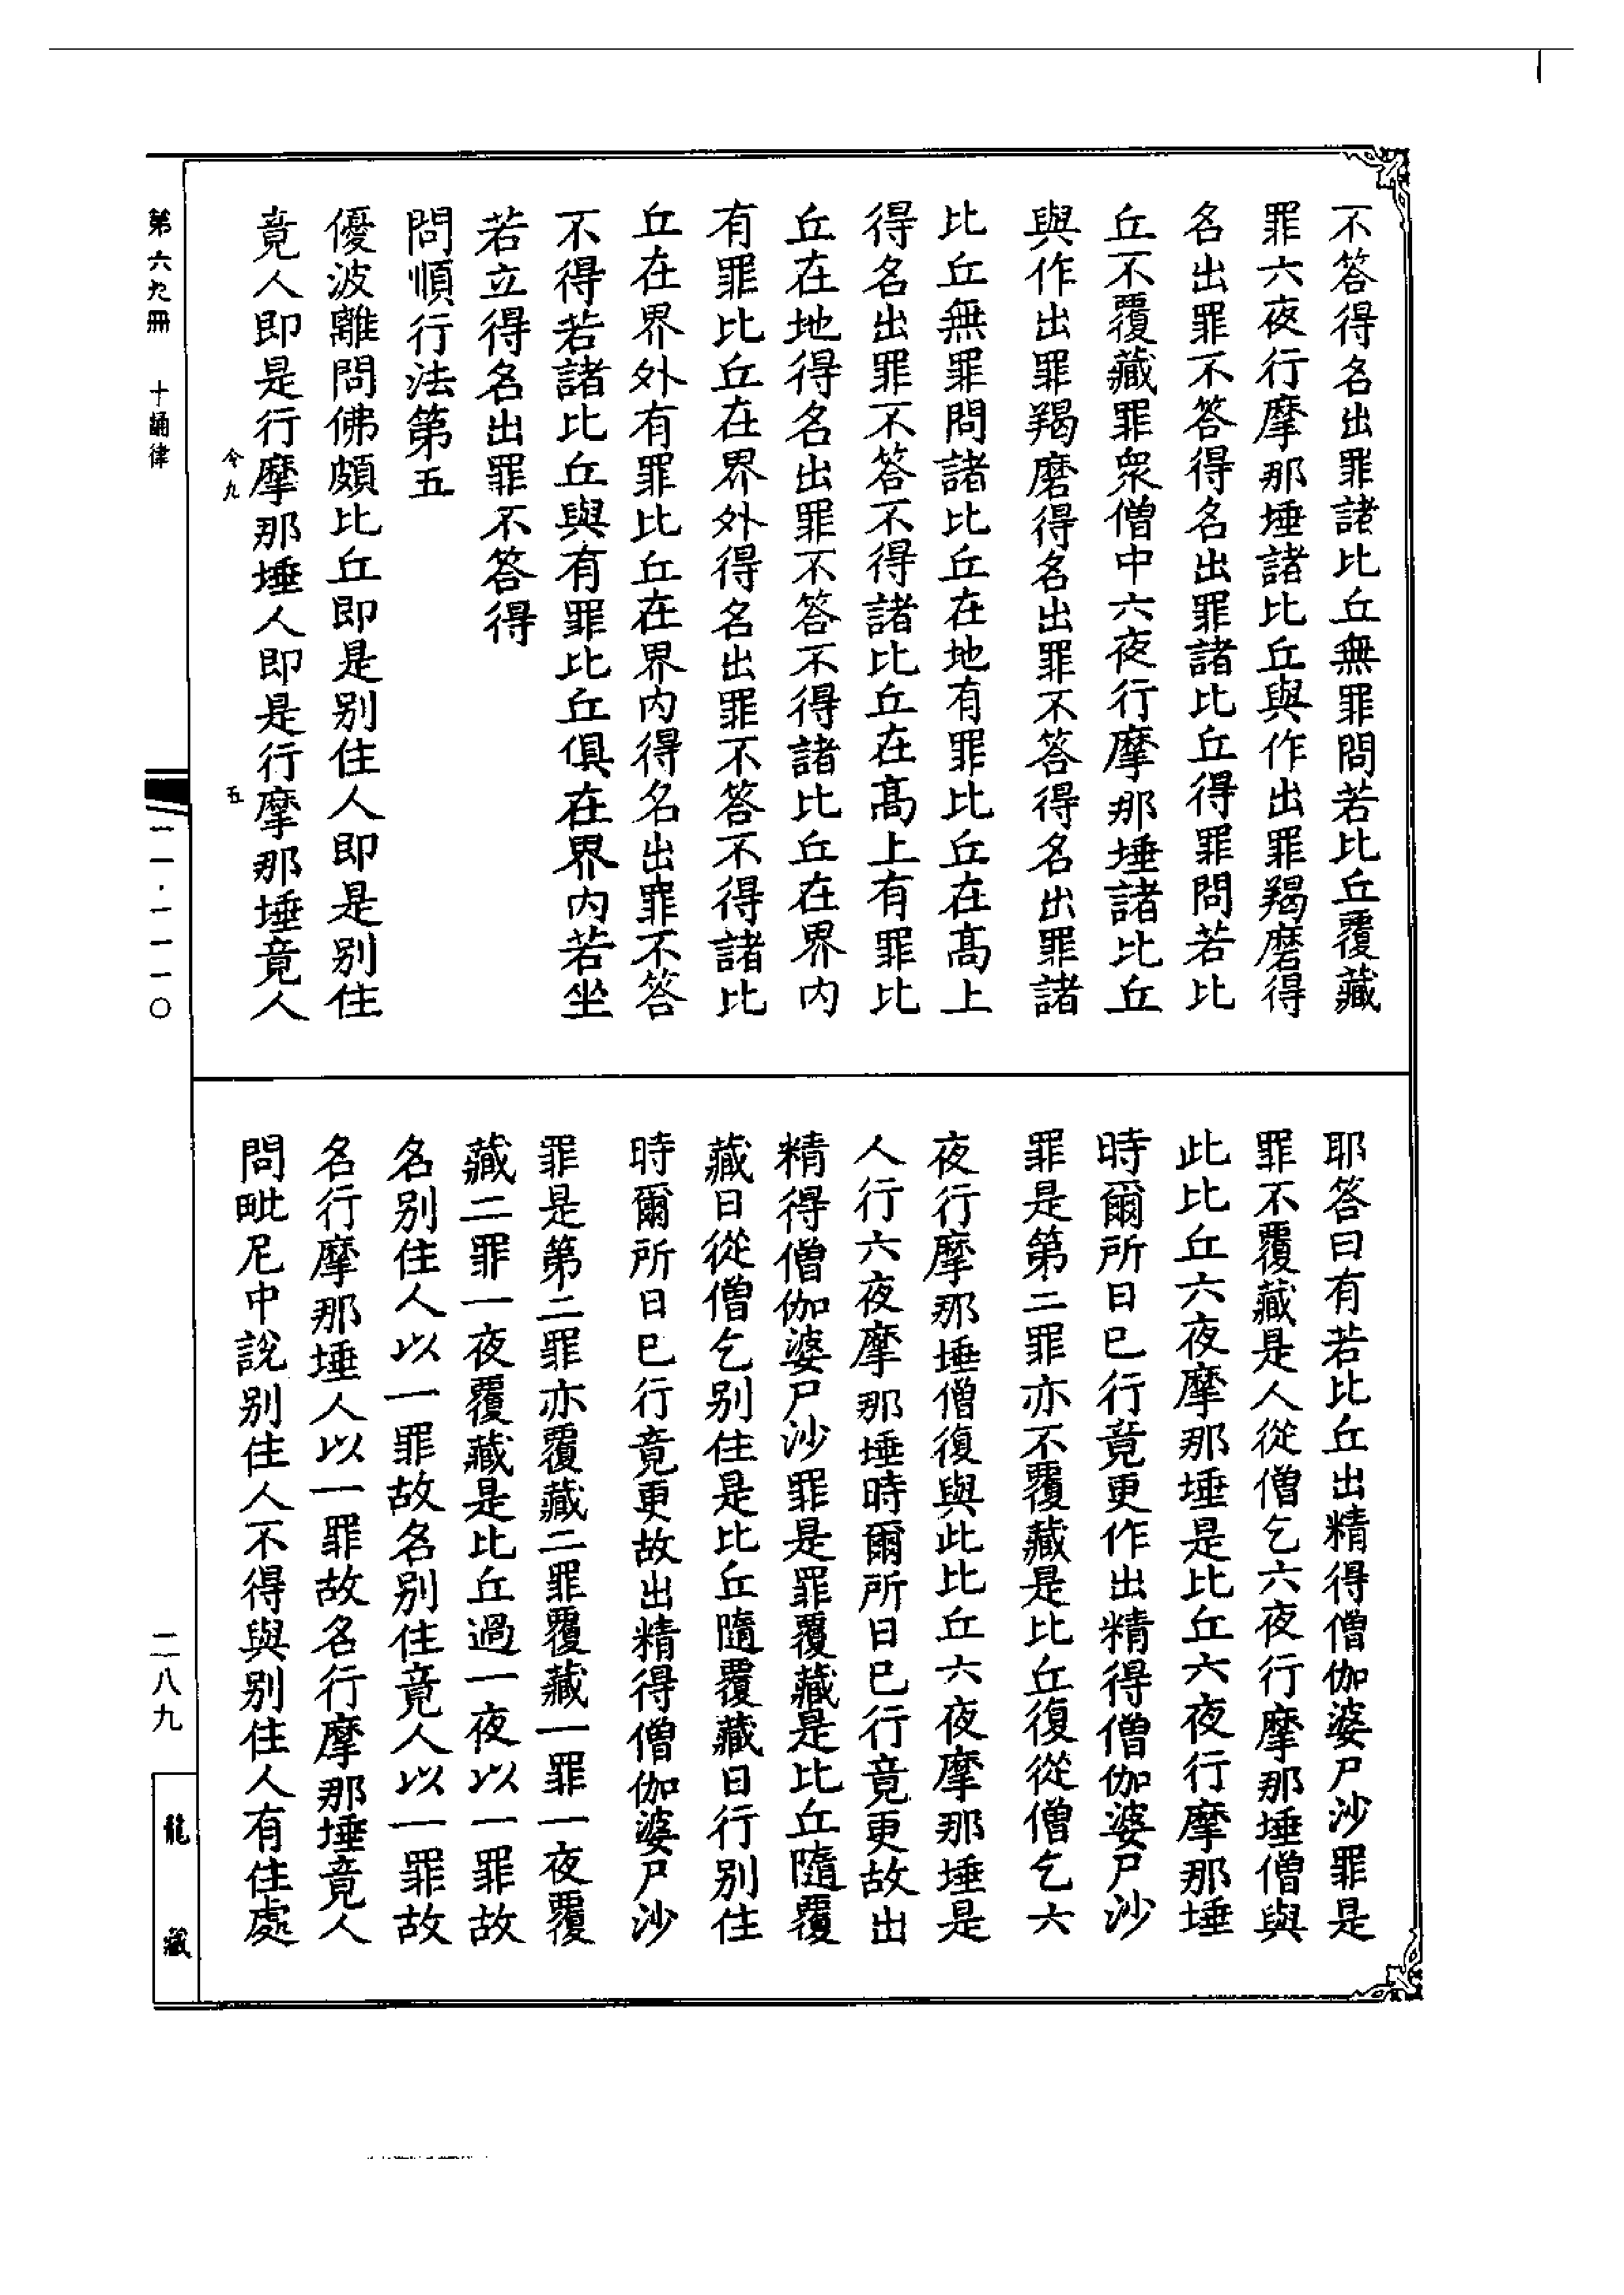 不答得名出罪諸比丘無罪問若比丘覆藏
罪六夜行摩那埵諸比丘與作出罪羯磨得
名出罪不答得名出罪諸比丘得罪問若比
丘不覆藏罪眾僧中六夜行摩那埵諸比丘
與作出罪羯磨得名出罪不答得名出罪諸
比丘無罪問諸比丘在地有罪比丘在髙上
得名出罪不答不得諸比丘在髙上有罪比
丘在地得名出罪不答不得諸比丘在界内
有罪比丘在界外得名出罪不答不得諸比
丘在界外有罪比丘在界内得名出罪不答
不得若諸比丘與有罪比丘俱在界内若坐
若立得名出罪不答得
問順行法第五
優波離問佛頗比丘即是别住人即是别住
竟人即是行摩那埵人即是行摩那埵竟人
耶答曰有若比丘出精得僧伽婆尸沙罪是
罪不覆藏是人從僧乞六夜行摩那埵僧與
此比丘六夜摩那埵是比丘六夜行摩那埵
時爾所日已行竟更作出精得僧伽婆尸沙
罪是第二罪亦不覆藏是比丘復從僧乞六
夜行摩那埵僧復與此比丘六夜摩那埵是
人行六夜摩那埵時爾所日已行竟更故出
精得僧伽婆尸沙罪是罪覆藏是比丘隨覆
藏日從僧乞别住是比丘隨覆藏日行别住
時爾所日已行竟更故出精得僧伽婆尸沙
罪是第二罪亦覆藏二罪覆藏一罪一夜覆
藏二罪一夜覆藏是比丘過一夜以一罪故
名别住人以一罪故名别住竟人以一罪故
名行摩那埵人以一罪故名行摩那埵竟人
問毗尼中説别住人不得與别住人有住處
第六九冊 十誦律
令九
五
一一·一一一〇
二八九
龍藏